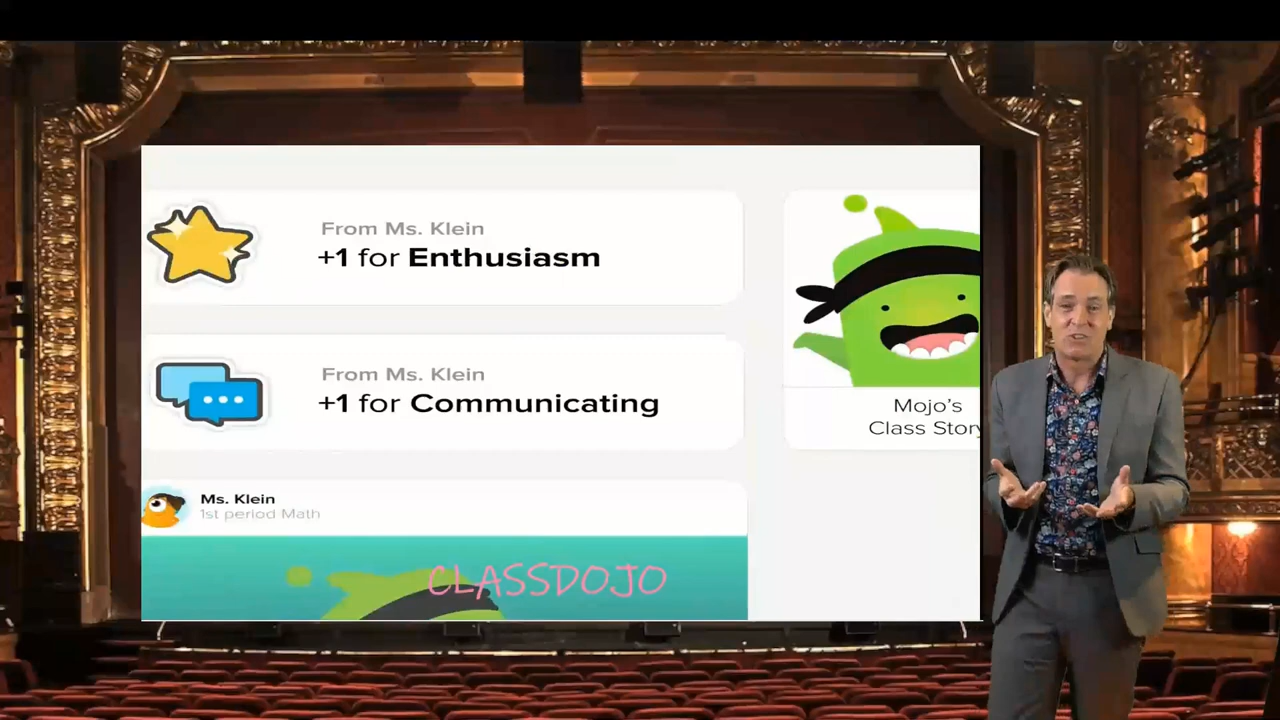 From Ms. Klein
+1 for Enthusiasm
From Ms. Klein
+1 for Communicating
Mojo's
Class Story
Ms. Klein
1st period Math
CLASSDOJO